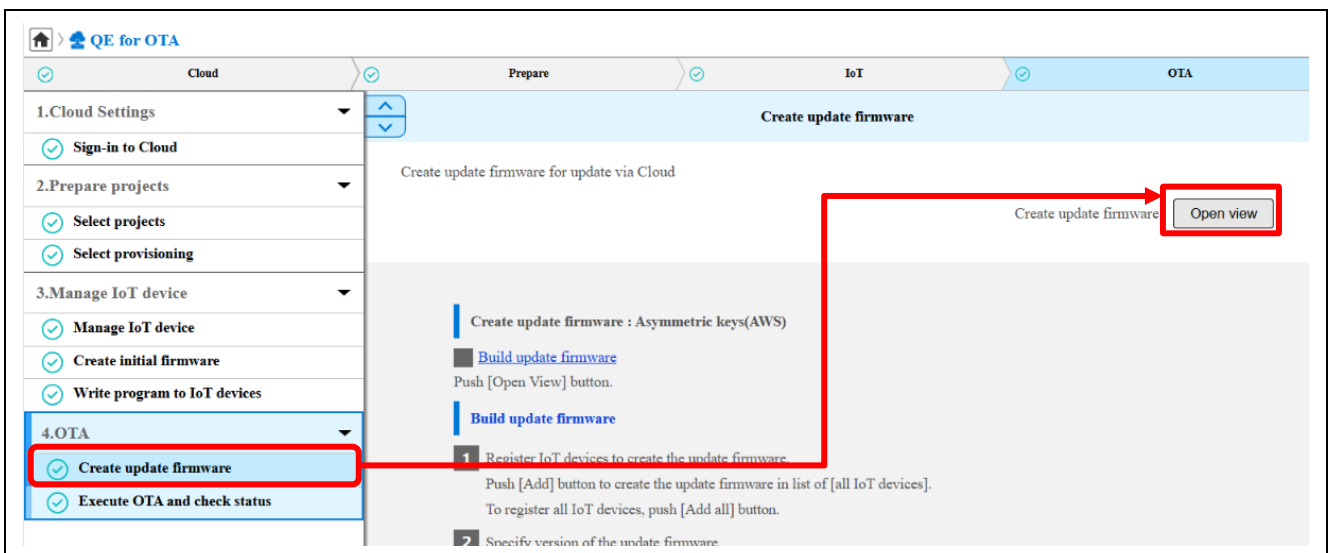 QE for OTA
Cloud
Prepare
IoT
OTA
1.Cloud Settings
Sign-in to Cloud
2.Prepare projects
Select projects
Select provisioning
3.Manage IoT device
Manage IoT device
Create initial firmware
Write program to IoT devices
4.OTA
Create update firmware
Execute OTA and check status
Create update firmware
Create update firmware for update via Cloud
Create update firmware
Open view
Create update firmware : Asymmetric keys(AWS)
Build update firmware
Push [Open View] button.
Build update firmware
1 Register IoT devices to create the update firmware.
Push [Add] button to create the update firmware in list of [all IoT devices].
To register all IoT devices, push [Add all] button.
2 Specify version of the update firmware.